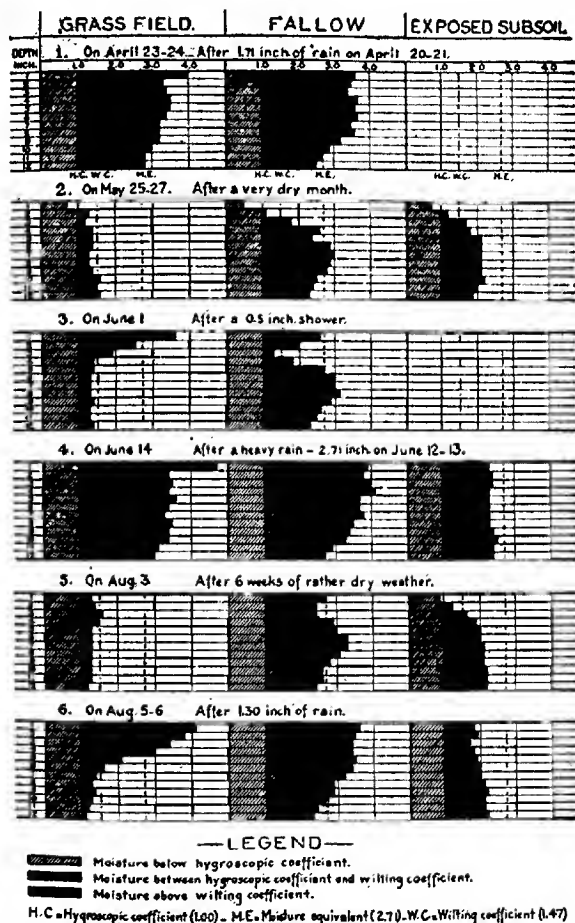 GRASS FIELD. FALLOW EXPOSED SUBSOIL
DEPTH INCH. 1. On April 23-24. After 1.71 inch of rain on April 20-21.
1.0 2.0 3.0 4.0 1.0 2.0 3.0 4.0 1.0 2.0 3.0 4.0
H.C. W.C. M.E. H.C. W.C. M.E. H.C. W.C. M.E.
2. On May 25-27. After a very dry month.
3. On June 1 After a 0.5 inch shower.
4. On June 14 After a heavy rain - 2.71 inch on June 12-13.
5. On Aug. 3 After 6 weeks of rather dry weather.
6. On Aug. 5-6 After 1.30 inch of rain.
—LEGEND—
Moisture below hygroscopic coefficient.
Moisture between hygroscopic coefficient and wilting coefficient.
Moisture above wilting coefficient.
H.C=Hygroscopic coefficient (1.00)_ M.E.=Moisture equivalent (2.71)_W.C.=Wilting coefficient (1.47)